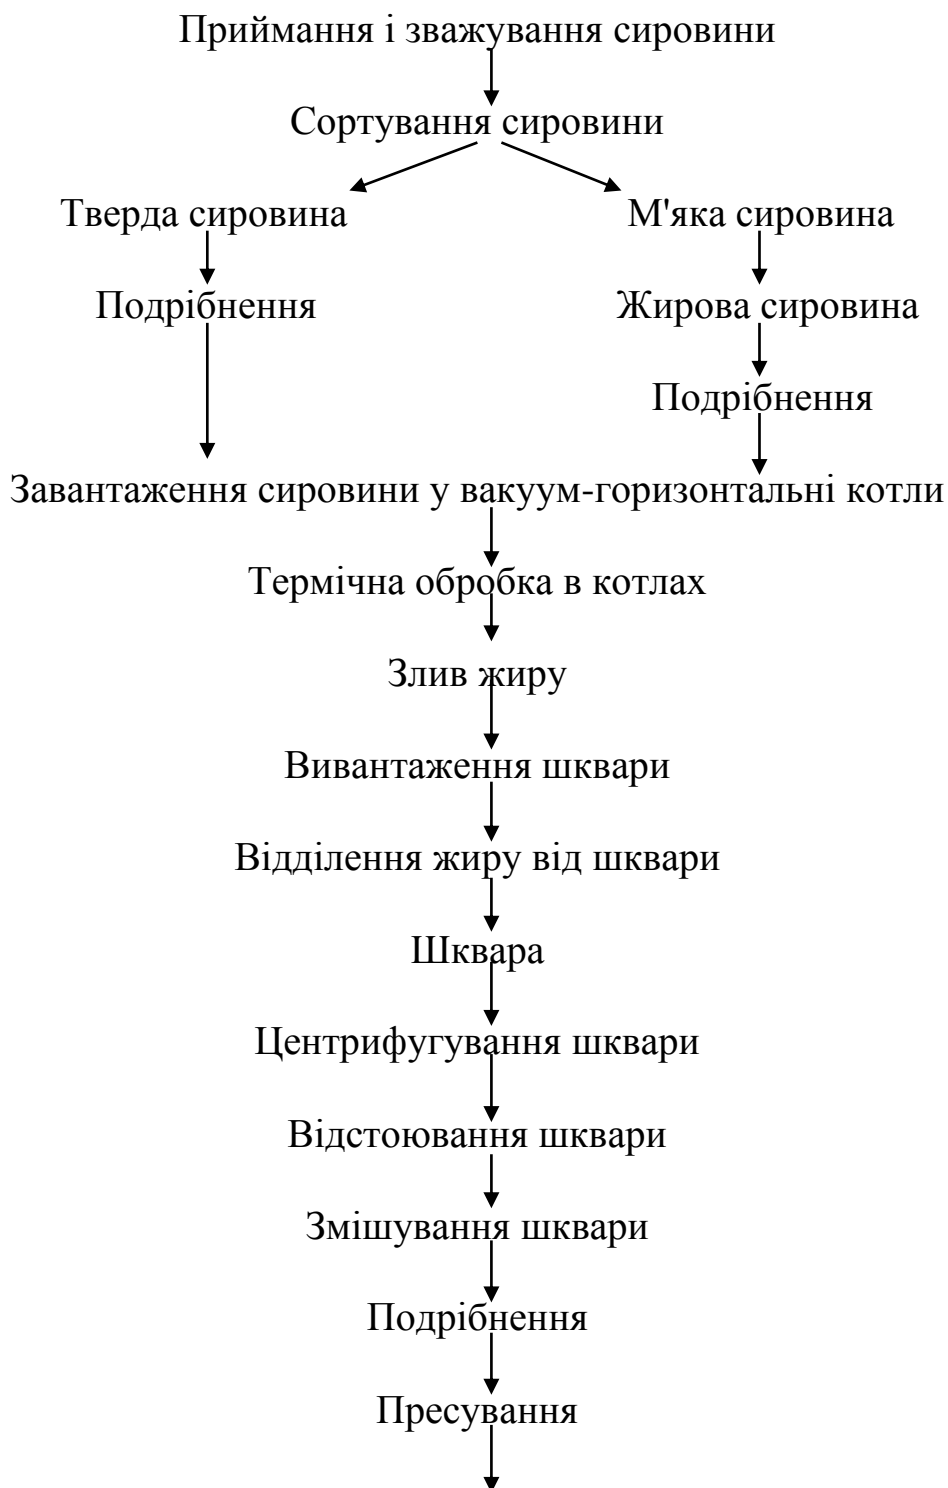 Приймання і зважування сировини
Сортування сировини
Тверда сировина
М'яка сировина
Подрібнення
Жирова сировина
Подрібнення
Завантаження сировини у вакуум-горизонтальні котли
Термічна обробка в котлах
Злив жиру
Вивантаження шквари
Відділення жиру від шквари
Шквара
Центрифугування шквари
Відстоювання шквари
Змішування шквари
Подрібнення
Пресування